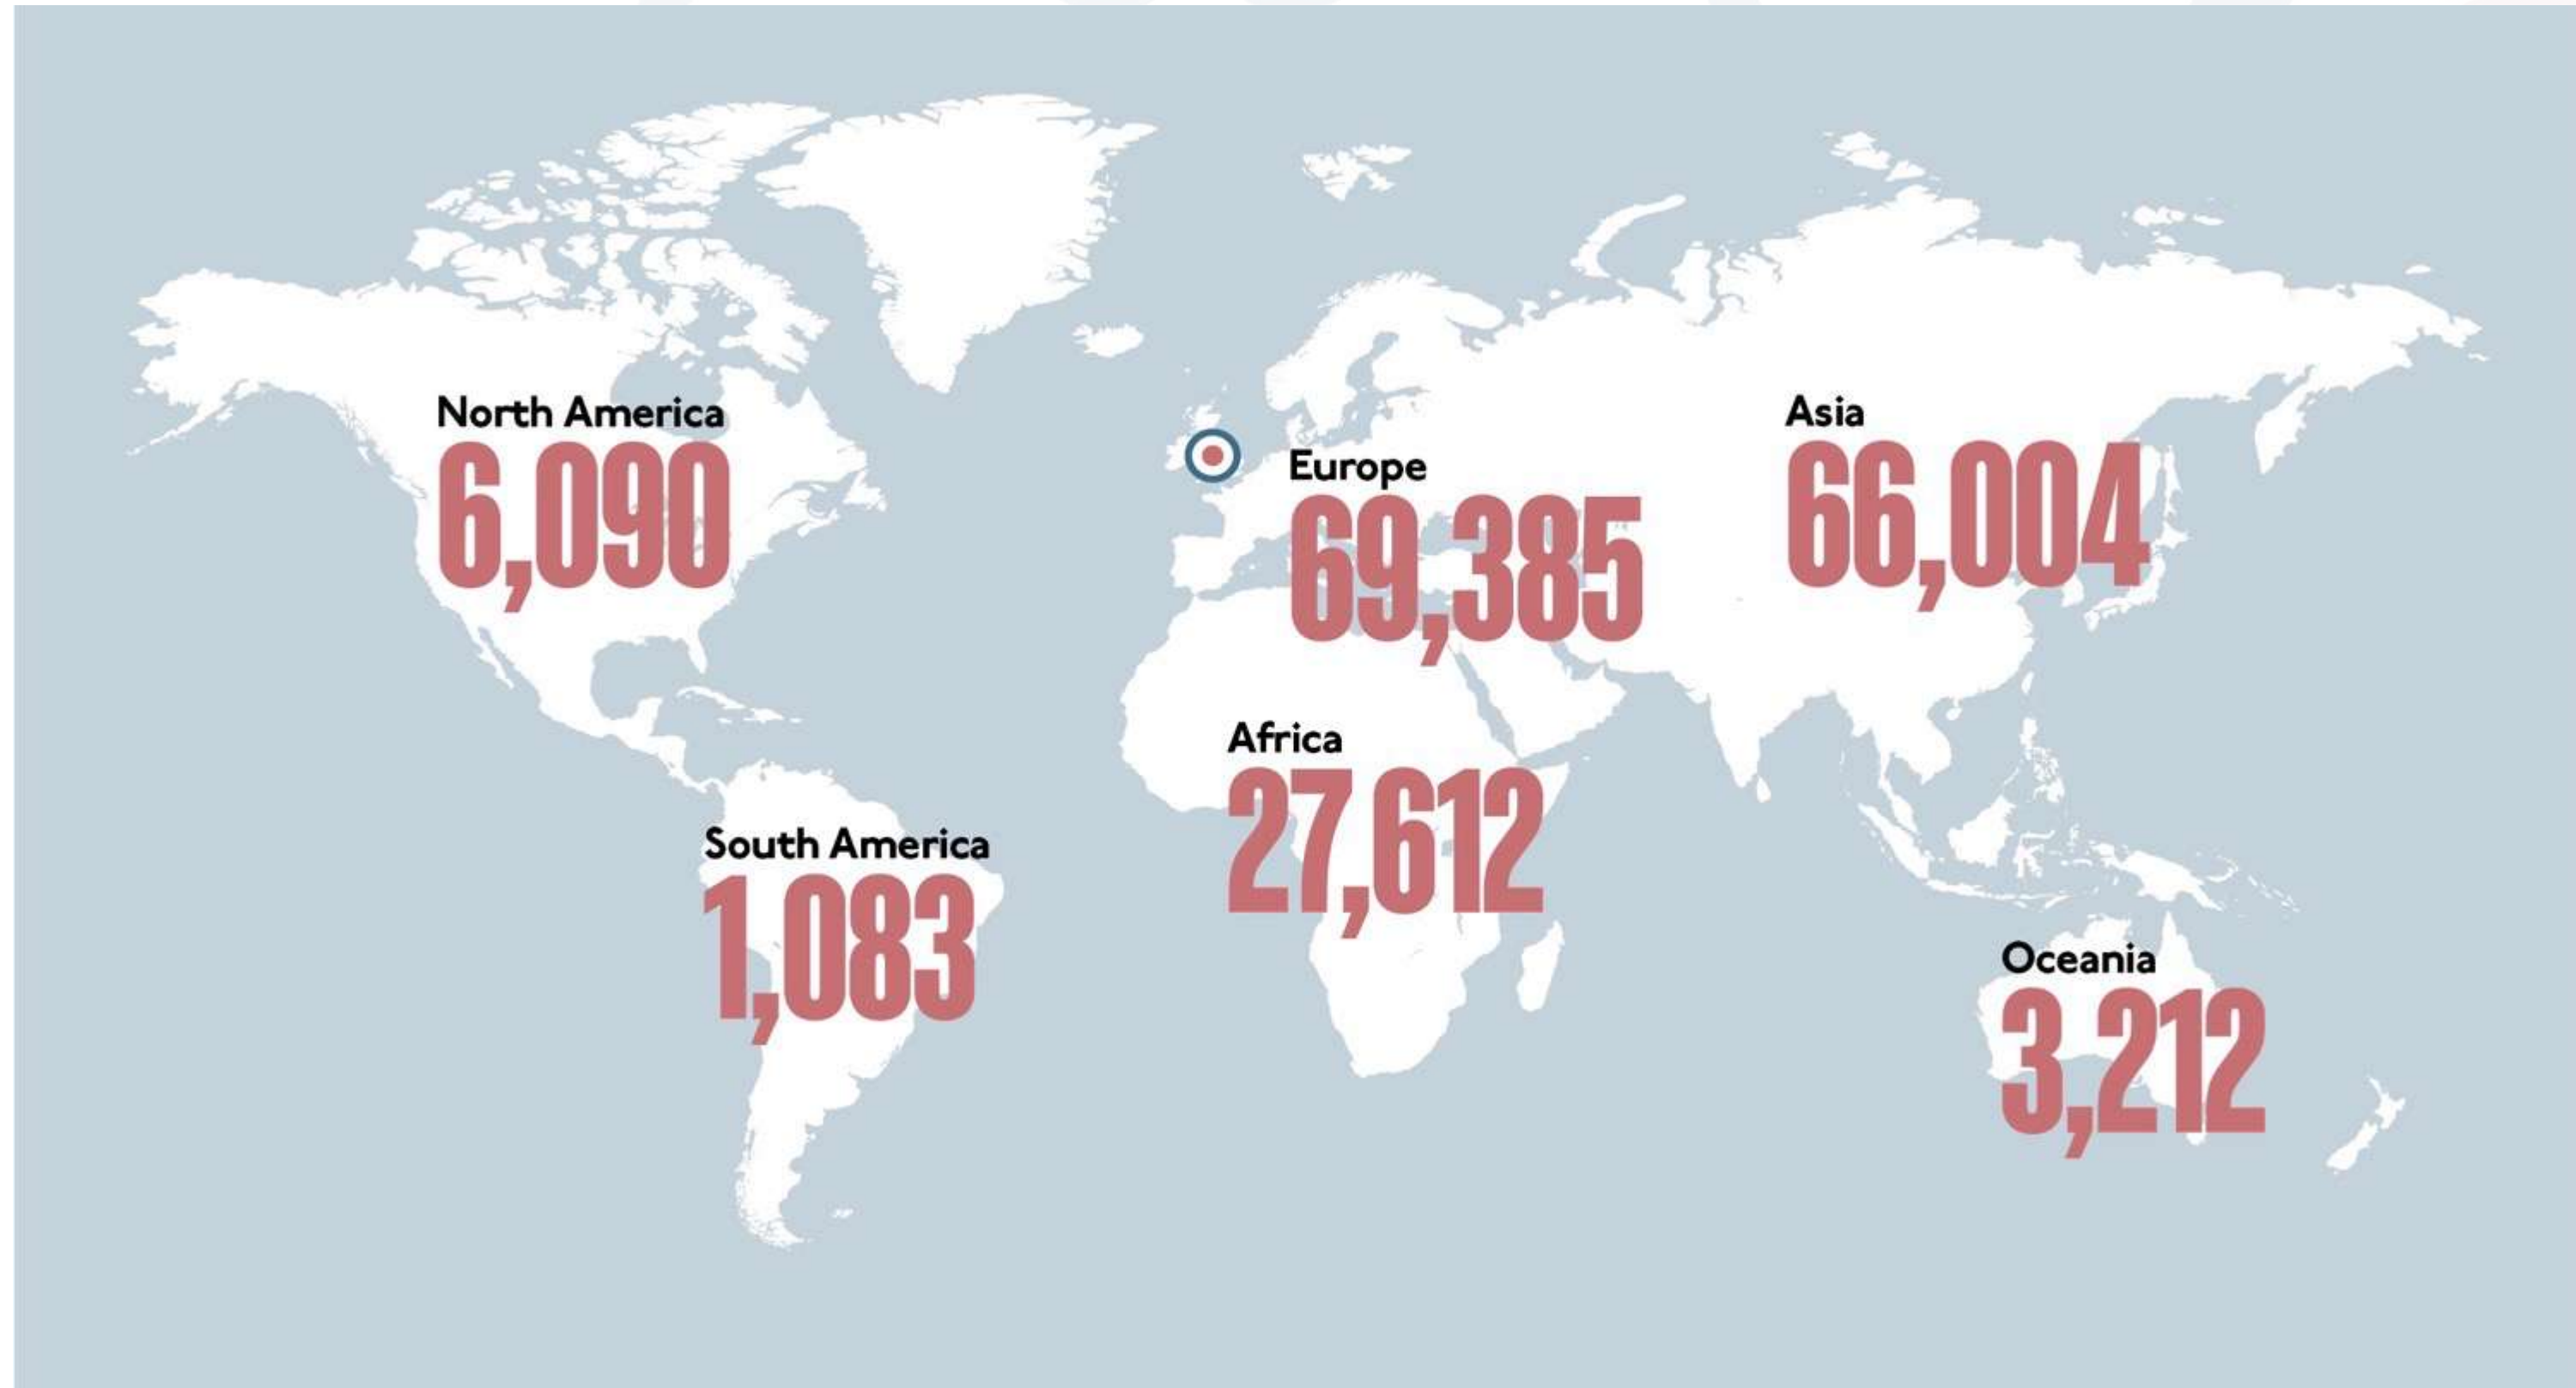 North America
6,090
Europe
69,385
Asia
66,004
Africa
27,612
South America
1,083
Oceania
3,212